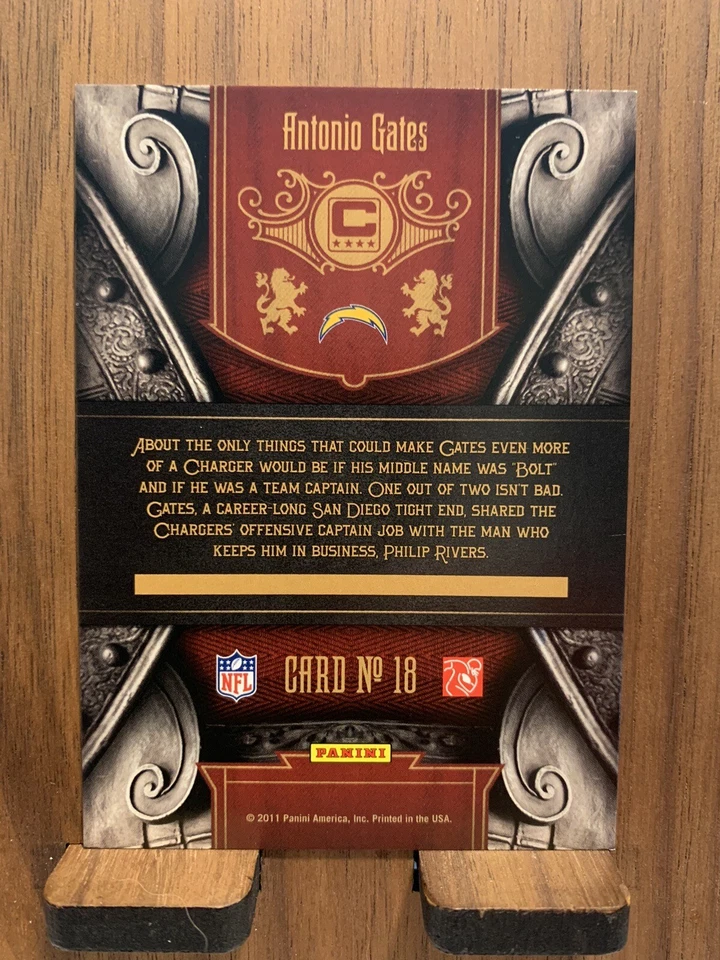 Antonio Gates
C
About the only things that could make Gates even more
of a Charger would be if his middle name was "Bolt"
and if he was a team captain. One out of two isn't bad.
Gates, a career-long San Diego tight end, shared the
Chargers' offensive captain job with the man who
keeps him in business, Philip Rivers.
NFL
CARD Nº 18
PANINI
© 2011 Panini America, Inc. Printed in the USA.